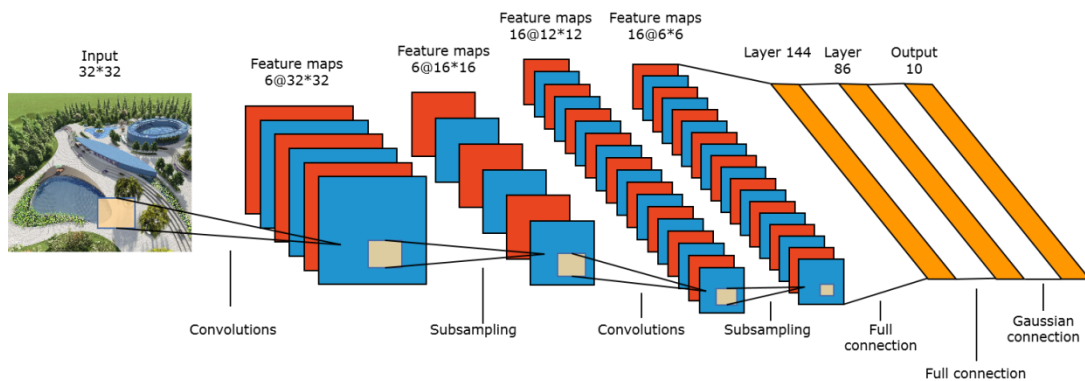 Input
32*32
Feature maps
6@32*32
Feature maps
6@16*16
Feature maps
16@12*12
Feature maps
16@6*6
Layer 144
Layer
86
Output
10
Convolutions
Subsampling
Convolutions
Subsampling
Full
connection
Full connection
Gaussian
connection